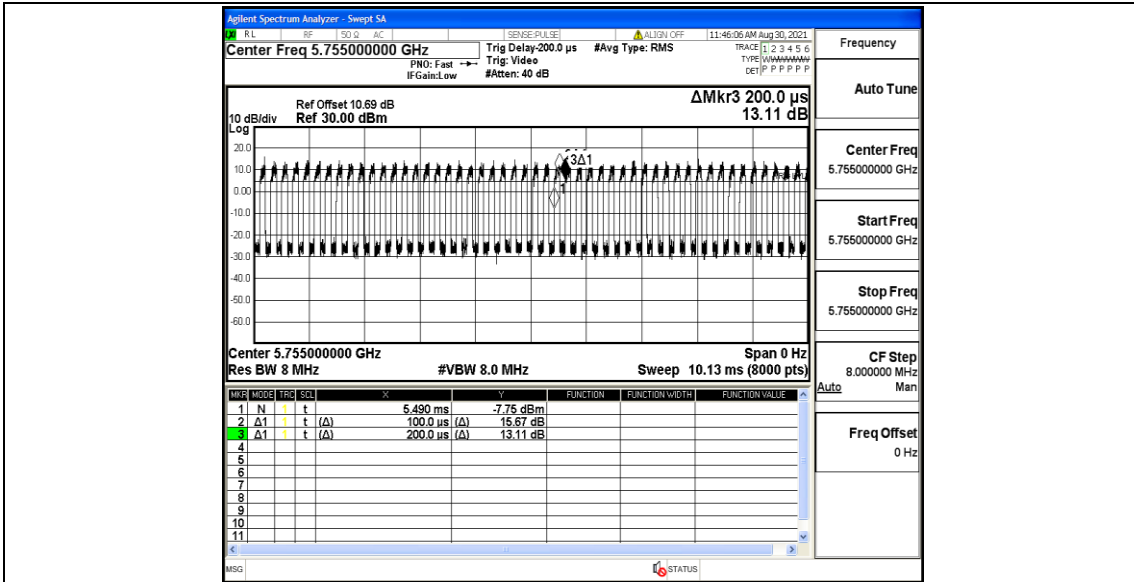 Agilent Spectrum Analyzer - Swept SA
RL RF 50 Ω AC SENSE:PULSE ALIGN OFF 11:46:06 AM Aug 30, 2021
Center Freq 5.755000000 GHz
PNO: Fast
IFGain:Low
Trig Delay-200.0 µs
Trig: Video
#Atten: 40 dB
#Avg Type: RMS
TRACE 1 2 3 4 5 6
TYPE
DET P P P P P P
Frequency
Auto Tune
Center Freq
5.755000000 GHz
Start Freq
5.755000000 GHz
Stop Freq
5.755000000 GHz
CF Step
8.000000 MHz
Auto Man
Freq Offset
0 Hz
ΔMkr3 200.0 µs
13.11 dB
Ref Offset 10.69 dB
10 dB/div Ref 30.00 dBm
Log
20.0
10.0
0.00
-10.0
-20.0
-30.0
-40.0
-50.0
-60.0
3Δ1
1
Center 5.755000000 GHz Span 0 Hz
Res BW 8 MHz #VBW 8.0 MHz Sweep 10.13 ms (8000 pts)
MKR MODE TRC SCL X Y FUNCTION FUNCTION WIDTH FUNCTION VALUE
1 N 1 t 5.490 ms -7.75 dBm
2 Δ1 1 t (Δ) 100.0 µs (Δ) 15.67 dB
3 Δ1 1 t (Δ) 200.0 µs (Δ) 13.11 dB
4
5
6
7
8
9
10
11
MSG STATUS